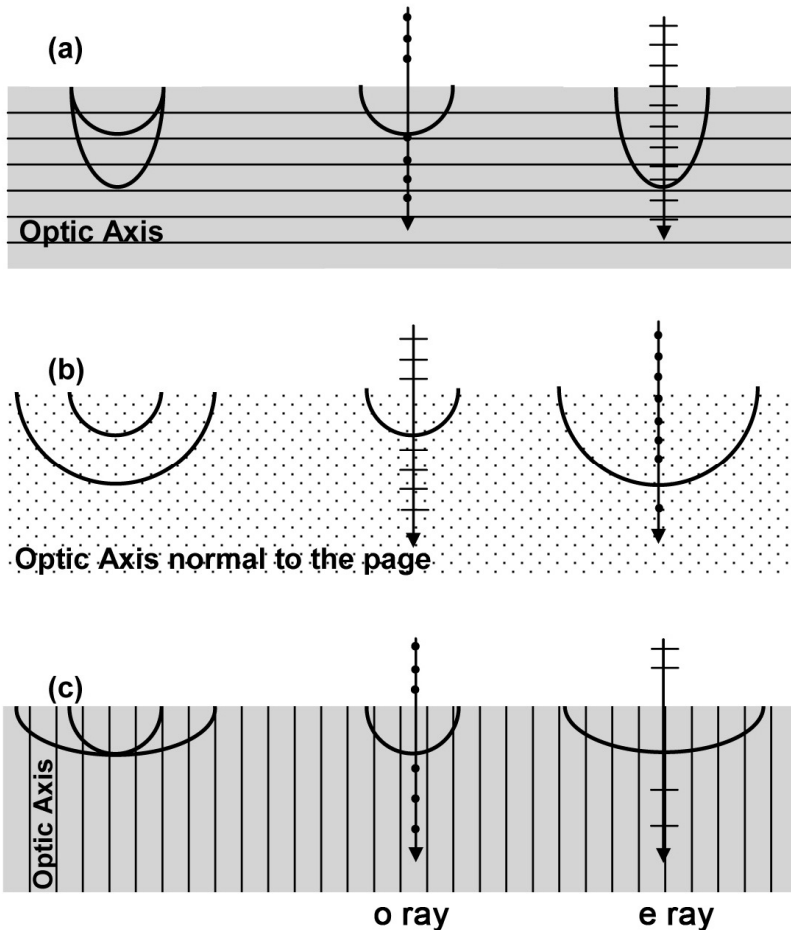 (a)
Optic Axis
(b)
Optic Axis normal to the page
(c)
Optic Axis
o ray
e ray